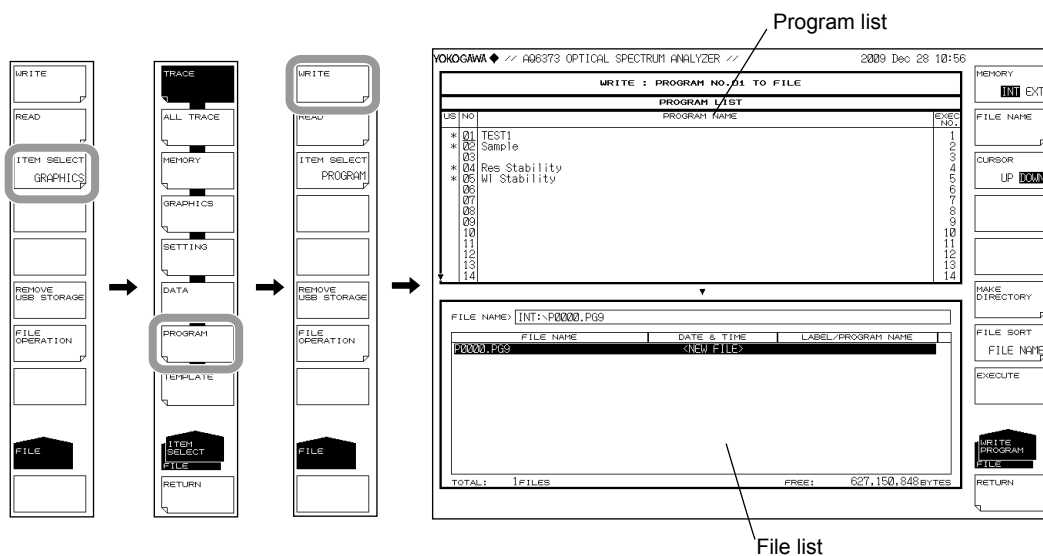 Program list
WRITE
READ
ITEM SELECT
GRAPHICS
REMOVE
USB STORAGE
FILE
OPERATION
FILE
TRACE
ALL TRACE
MEMORY
GRAPHICS
SETTING
DATA
PROGRAM
TEMPLATE
ITEM
SELECT
FILE
RETURN
WRITE
READ
ITEM SELECT
PROGRAM
REMOVE
USB STORAGE
FILE
OPERATION
FILE
YOKOGAWA ◆ // AQ6373 OPTICAL SPECTRUM ANALYZER // 2009 Dec 28 10:56
WRITE : PROGRAM NO.01 TO FILE
PROGRAM LIST
US NO PROGRAM NAME EXEC NO.
* 01 TEST1 1
* 02 Sample 2
03 3
* 04 Res Stability 4
* 05 Wl Stability 5
06 6
07 7
08 8
09 9
10 10
11 11
12 12
13 13
14 14
FILE NAME> INT:\P0000.PG9
FILE NAME DATE & TIME LABEL/PROGRAM NAME
P0000.PG9 <NEW FILE>
TOTAL: 1FILES FREE: 627,150,848 BYTES
MEMORY
INT EXT
FILE NAME
CURSOR
UP DOWN
MAKE
DIRECTORY
FILE SORT
FILE NAME
EXECUTE
WRITE
PROGRAM
FILE
RETURN
File list